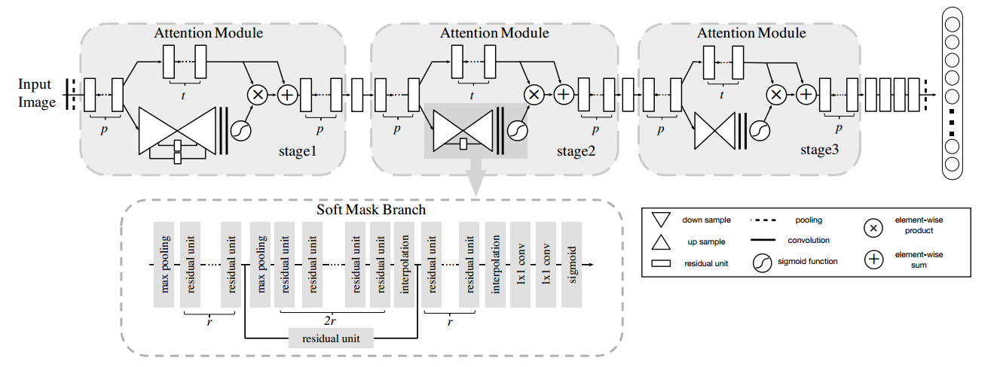 Attention Module
Attention Module
Attention Module
Input
Image
t
t
t
p
p
p
p
p
p
stage1
stage2
stage3
Soft Mask Branch
max pooling
residual unit
residual unit
max pooling
residual unit
residual unit
residual unit
residual unit
interpolation
residual unit
residual unit
interpolation
1x1 conv
1x1 conv
sigmoid
r
2r
r
residual unit
down sample
up sample
residual unit
pooling
convolution
sigmoid function
element-wise
product
element-wise
sum